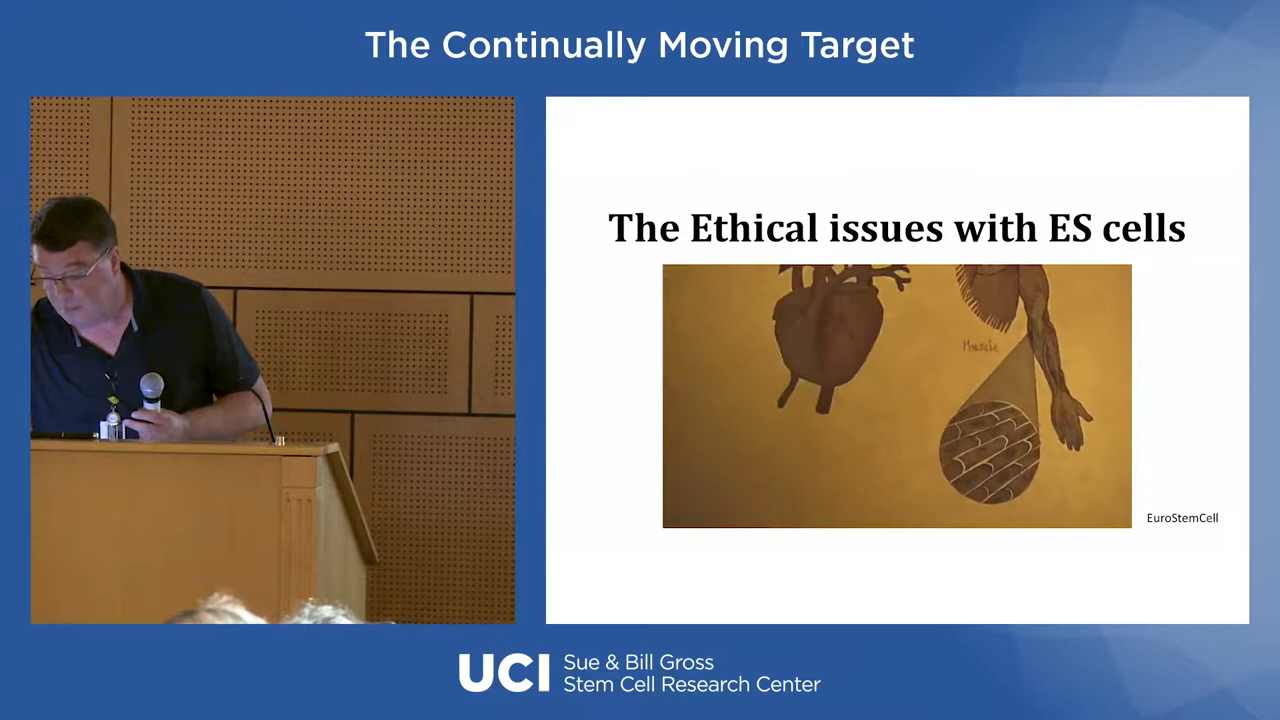 The Continually Moving Target
The Ethical issues with ES cells
Muscle
EuroStemCell
UCI
Sue & Bill Gross
Stem Cell Research Center